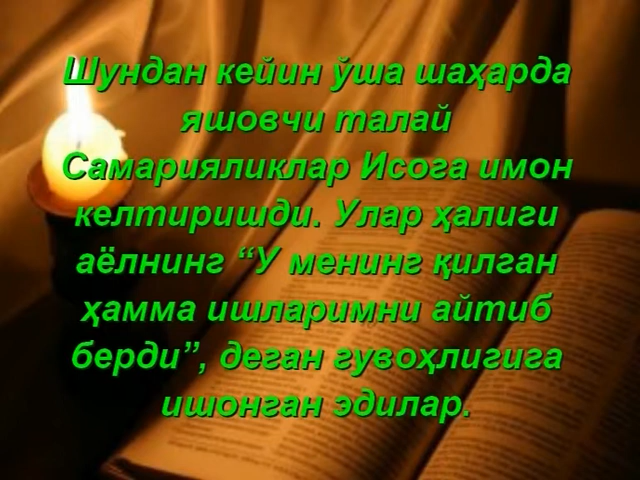 Шундан кейин ўша шаҳарда
яшовчи талай
Самарияликлар Исога имон
келтиришди. Улар ҳалиги
аёлнинг “У менинг қилган
ҳамма ишларимни айтиб
берди”, деган гувоҳлигига
ишонган эдилар.